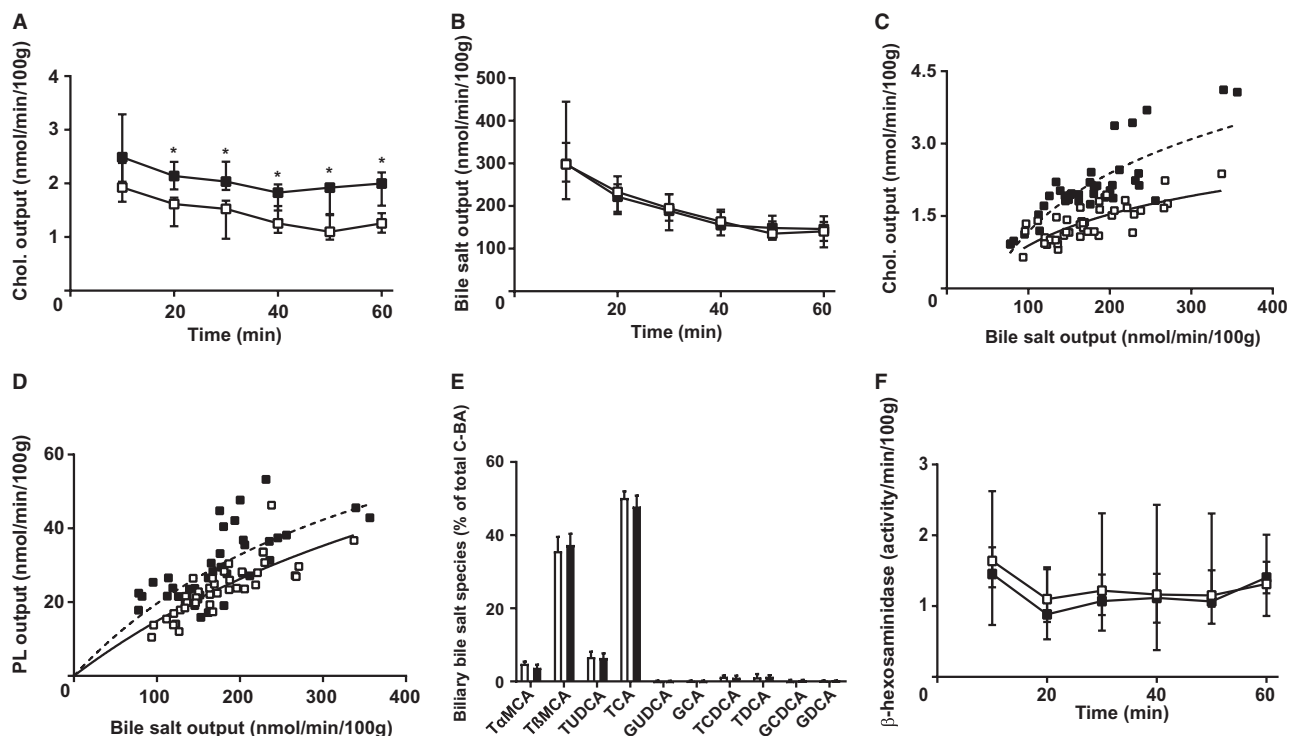 A
Chol. output (nmol/min/100g)
4
3
2
1
0
* * * * *
20 40 60
Time (min)
B
Bile salt output (nmol/min/100g)
500
400
300
200
100
0
20 40 60
Time (min)
C
Chol. output (nmol/min/100g)
4.5
3.0
1.5
0
100 200 300 400
Bile salt output (nmol/min/100g)
D
PL output (nmol/min/100g)
60
40
20
0
100 200 300 400
Bile salt output (nmol/min/100g)
E
Biliary bile salt species (% of total C-BA)
60
40
20
0
TαMCA
TßMCA
TUDCA
TCA
GUDCA
GCA
TCDCA
TDCA
GCDCA
GDCA
F
β-hexosaminidase (activity/min/100g)
3
2
1
0
20 40 60
Time (min)